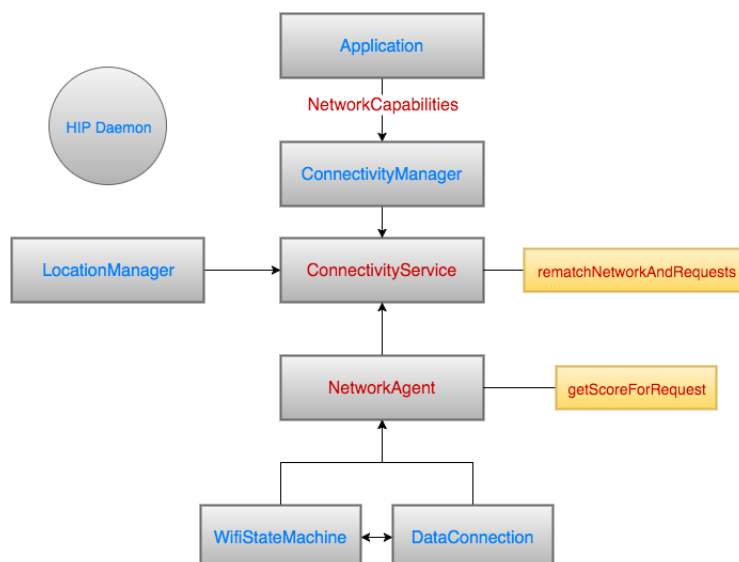 Application
NetworkCapabilities
HIP Daemon
ConnectivityManager
LocationManager
ConnectivityService
rematchNetworkAndRequests
NetworkAgent
getScoreForRequest
WifiStateMachine
DataConnection